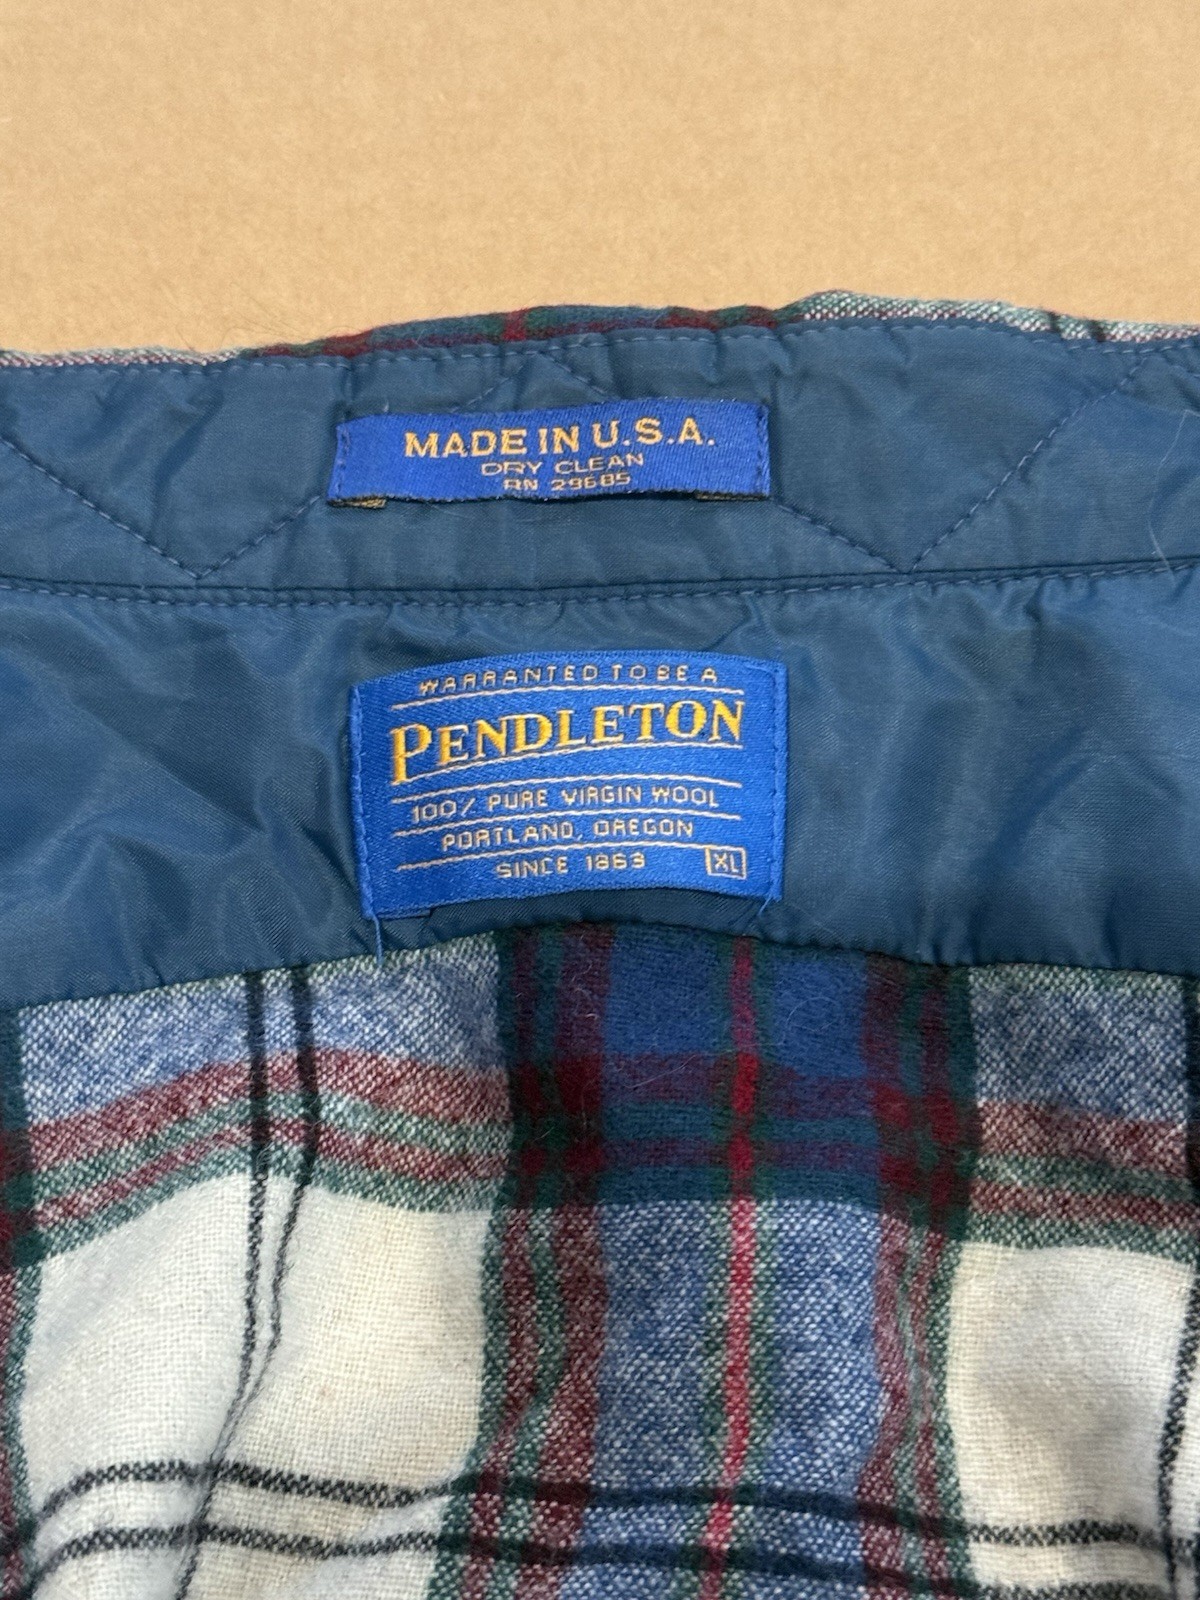 MADE IN U.S.A.
DRY CLEAN
RN 29685
WARRANTED TO BE A
PENDLETON
100% PURE VIRGIN WOOL
PORTLAND, OREGON
SINCE 1863
XL